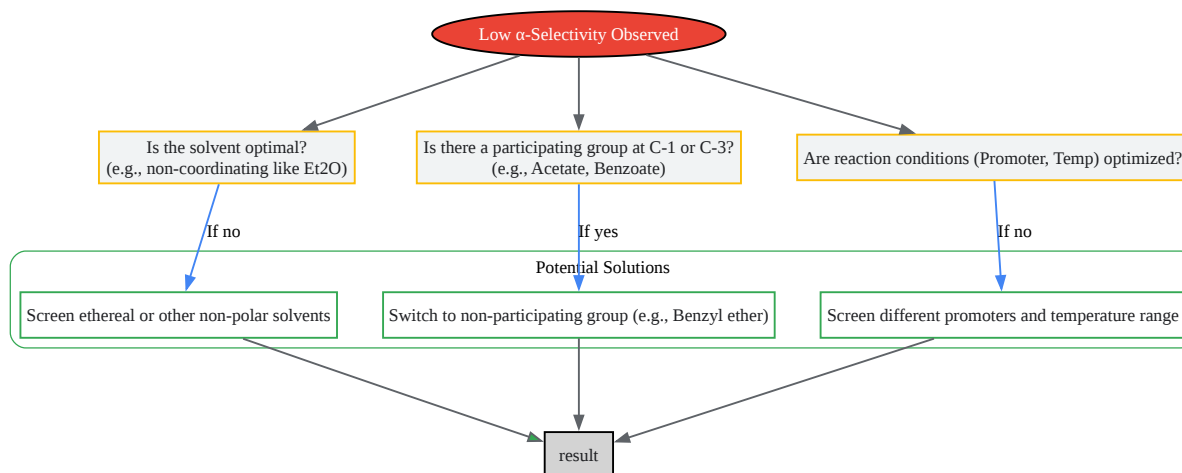 Low α-Selectivity Observed
Is the solvent optimal?
(e.g., non-coordinating like Et2O)
Is there a participating group at C-1 or C-3?
(e.g., Acetate, Benzoate)
Are reaction conditions (Promoter, Temp) optimized?
If no
If yes
If no
Potential Solutions
Screen ethereal or other non-polar solvents
Switch to non-participating group (e.g., Benzyl ether)
Screen different promoters and temperature range
result